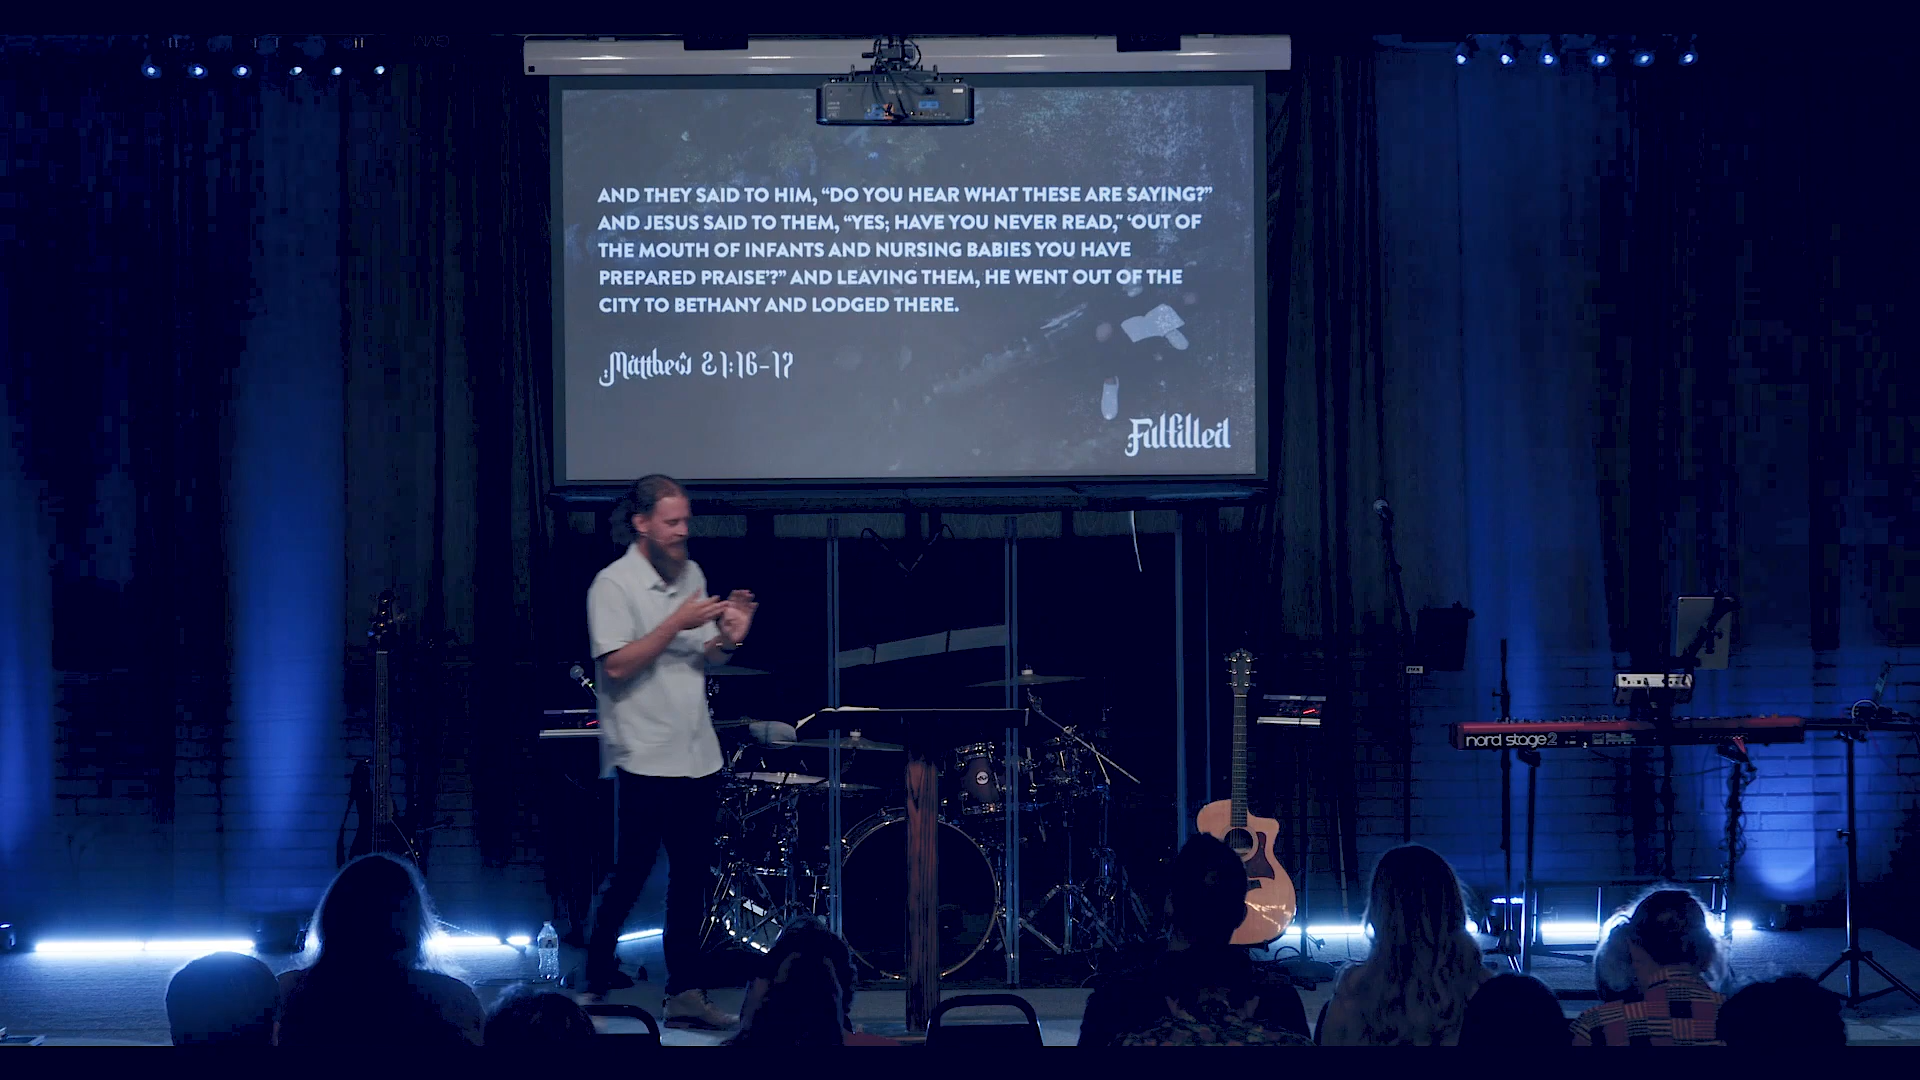 AND THEY SAID TO HIM, “DO YOU HEAR WHAT THESE ARE SAYING?”
AND JESUS SAID TO THEM, “YES; HAVE YOU NEVER READ,” ‘OUT OF
THE MOUTH OF INFANTS AND NURSING BABIES YOU HAVE
PREPARED PRAISE’?” AND LEAVING THEM, HE WENT OUT OF THE
CITY TO BETHANY AND LODGED THERE.
Matthew 21:16-17
Fulfilled
nord stage2